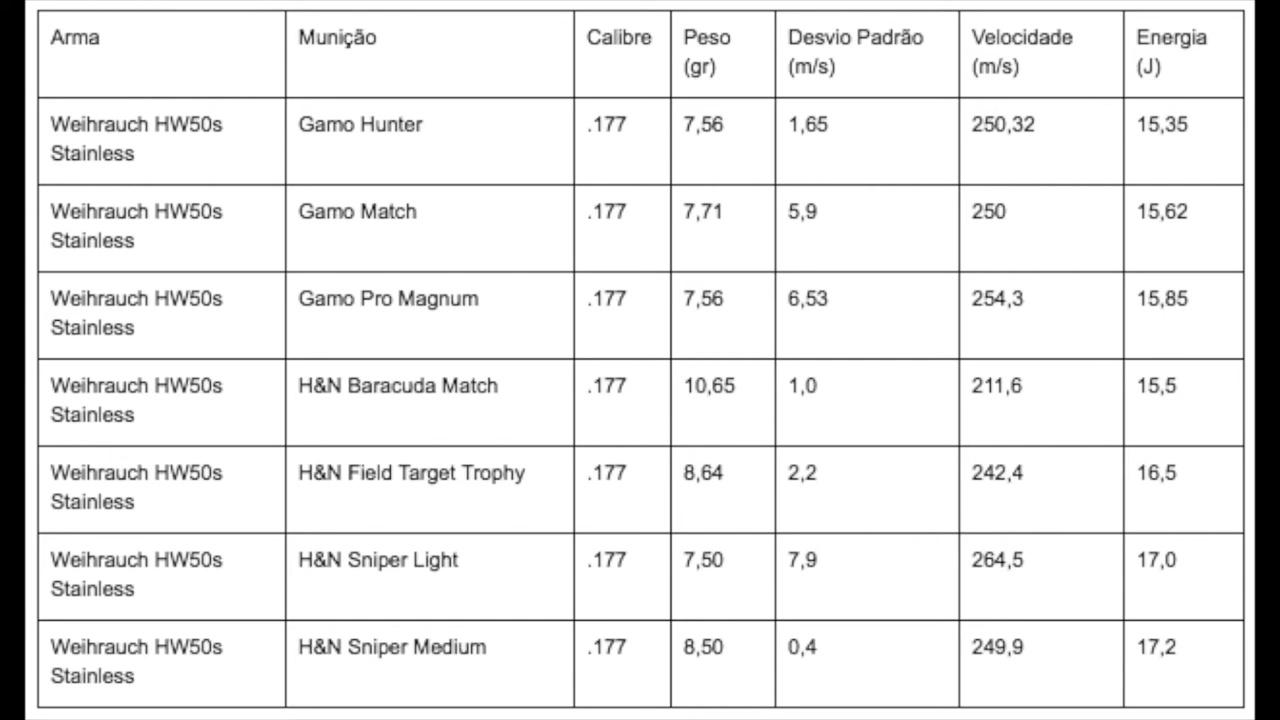 Arma Munição Calibre Peso (gr) Desvio Padrão (m/s) Velocidade (m/s) Energia (J)
Weihrauch HW50s Stainless Gamo Hunter .177 7,56 1,65 250,32 15,35
Weihrauch HW50s Stainless Gamo Match .177 7,71 5,9 250 15,62
Weihrauch HW50s Stainless Gamo Pro Magnum .177 7,56 6,53 254,3 15,85
Weihrauch HW50s Stainless H&N Baracuda Match .177 10,65 1,0 211,6 15,5
Weihrauch HW50s Stainless H&N Field Target Trophy .177 8,64 2,2 242,4 16,5
Weihrauch HW50s Stainless H&N Sniper Light .177 7,50 7,9 264,5 17,0
Weihrauch HW50s Stainless H&N Sniper Medium .177 8,50 0,4 249,9 17,2